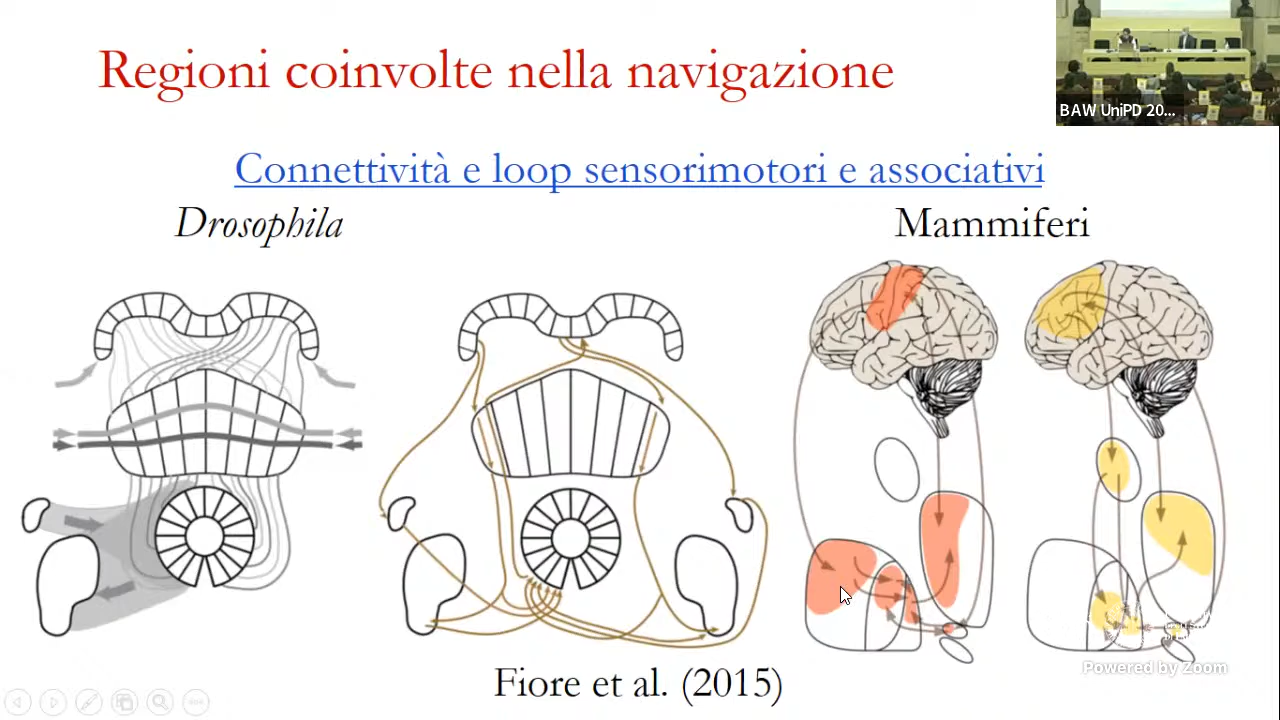 Regioni coinvolte nella navigazione
BAW UniPD 20...
Connettività e loop sensorimotori e associativi
Drosophila
Mammiferi
Fiore et al. (2015)
Powered by Zoom